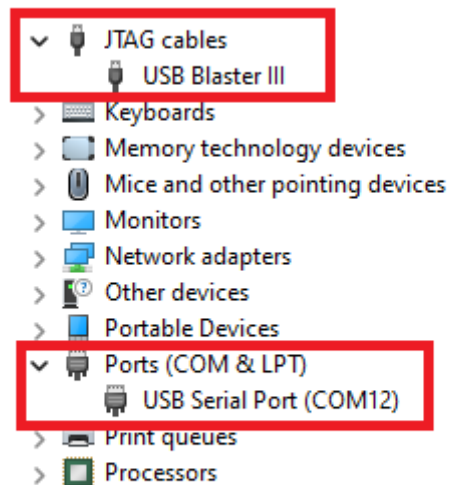 JTAG cables
USB Blaster III
Keyboards
Memory technology devices
Mice and other pointing devices
Monitors
Network adapters
Other devices
Portable Devices
Ports (COM & LPT)
USB Serial Port (COM12)
Print queues
Processors